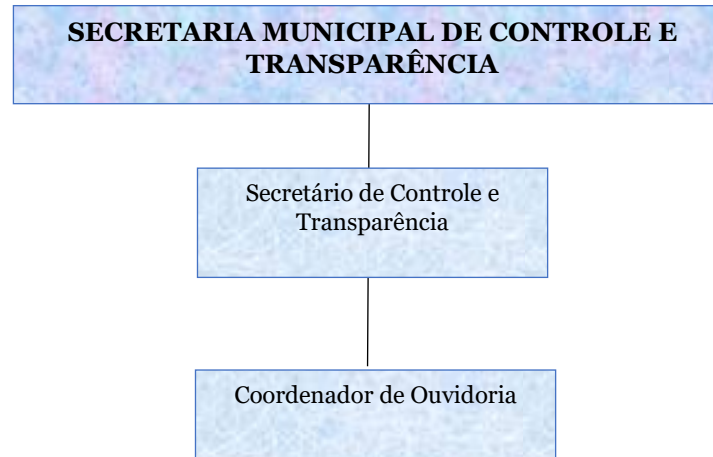 SECRETARIA MUNICIPAL DE CONTROLE E
TRANSPARÊNCIA
Secretário de Controle e
Transparência
Coordenador de Ouvidoria